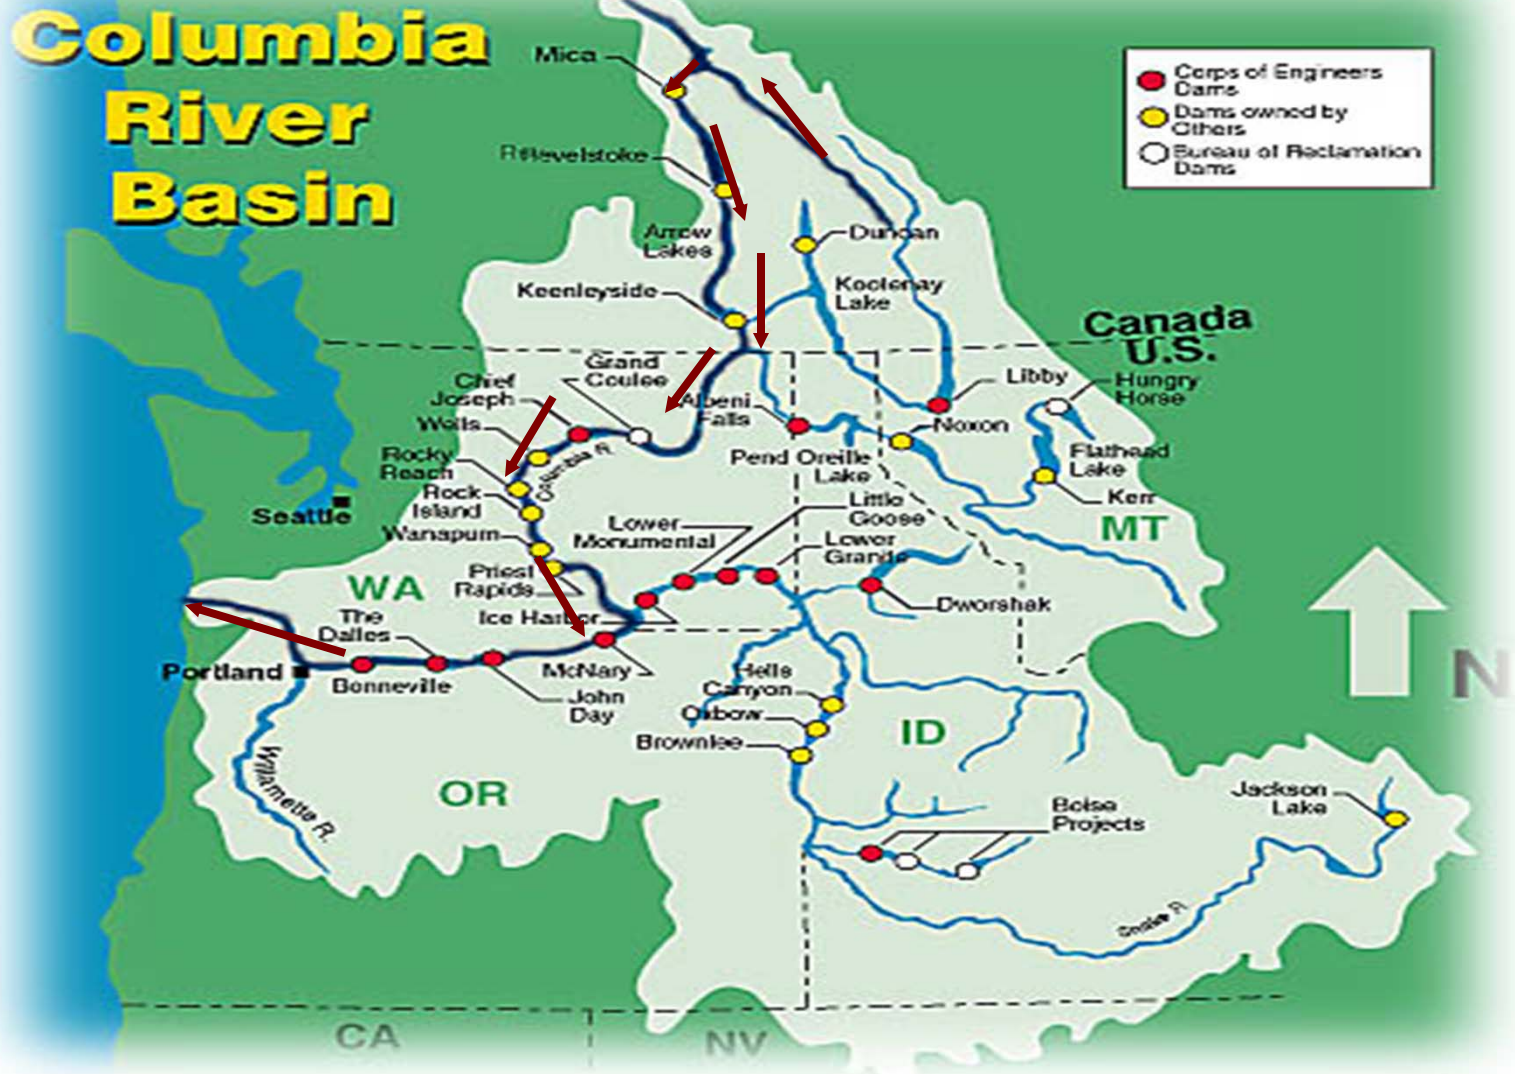 Columbia
River
Basin
Corps of Engineers
Dams
Dams owned by
Others
Bureau of Reclamation
Dams
Mica
Revelstoke
Arrow
Lakes
Duncan
Keenleyside
Kootenay
Lake
Canada
U.S.
Grand
Coulee
Chief
Joseph
Libby
Hungry
Horse
Albeni
Falls
Wells
Noxon
Columbia R.
Rocky
Reach
Pend Oreille
Lake
Flathead
Lake
Rock
Island
Kerr
Seattle
Little
Goose
Wanapum
Lower
Monumental
MT
Lower
Granite
Priest
Rapids
WA
Ice Harbor
Dworshak
The
Dalles
Portland
McNary
Bonneville
John
Day
Hells
Canyon
Oxbow
Brownlee
N
ID
Willamette R.
OR
Boise
Projects
Jackson
Lake
Snake R.
CA
NV